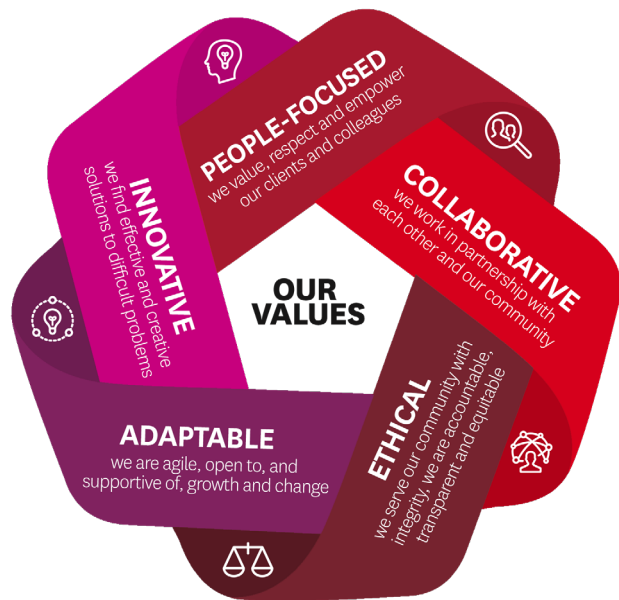 OUR
VALUES
PEOPLE-FOCUSED
we value, respect and empower
our clients and colleagues
COLLABORATIVE
we work in partnership with
each other and our community
ETHICAL
we serve our community with
integrity, we are accountable,
transparent and equitable
ADAPTABLE
we are agile, open to, and
supportive of, growth and change
INNOVATIVE
we find effective and creative
solutions to difficult problems